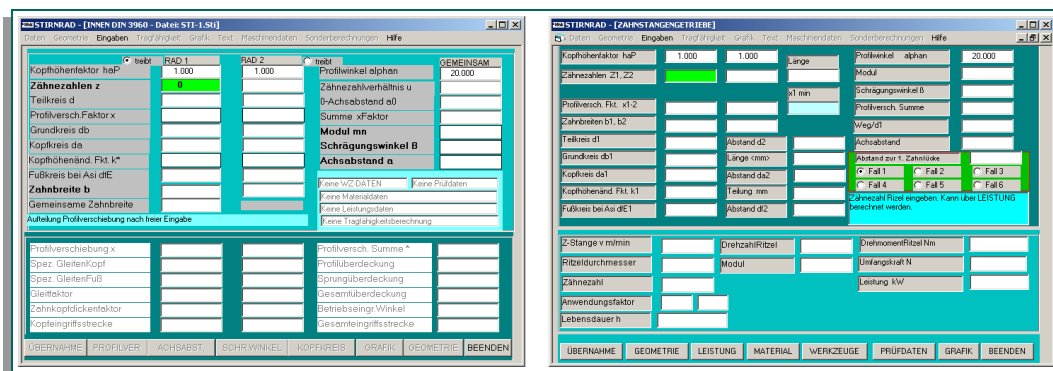 STIRNRAD - [INNEN DIN 3960 - Datei: STI-1.Sti]
Daten Geometrie Eingaben Tragfähigkeit Grafik Text Maschinendaten Sonderberechnungen Hilfe
treibt RAD 1 RAD 2 treibt GEMEINSAM
Kopfhöhenfaktor haP 1.000 1.000 Profilwinkel alphan 20.000
Zähnezahlen z 0 Zähnezahlverhältnis u
Teilkreis d 0-Achsabstand a0
Profilversch.Faktor x Summe xFaktor
Grundkreis db Modul mn
Kopfkreis da Schrägungswinkel ß
Kopfhöhenänd. Fkt. k* Achsabstand a
Fußkreis bei Asi dfE
Zahnbreite b Keine WZ-DATEN Keine Prüfdaten
Keine Materialdaten
Gemeinsame Zahnbreite Keine Leistungsdaten
Aufteilung Profilverschiebung nach freier Eingabe Keine Tragfähigkeitsberechnung
Profilverschiebung x Profilversch. Summe *
Spez. GleitenKopf Profilüberdeckung
Spez. GleitenFuß Sprungüberdeckung
Gleitfaktor Gesamtüberdeckung
Zahnkopfdickenfaktor Betriebseingr.Winkel
Kopfeingriffsstrecke Gesamteingriffsstrecke
ÜBERNAHME PROFILVER ACHSABST. SCHR.WINKEL KOPFKREIS GRAFIK GEOMETRIE BEENDEN
STIRNRAD - [ZAHNSTANGENGETRIEBE]
Daten Geometrie Eingaben Tragfähigkeit Grafik Text Maschinendaten Sonderberechnungen Hilfe
Kopfhöhenfaktor haP 1.000 1.000 Länge Profilwinkel alphan 20.000
Zähnezahlen Z1, Z2 Modul
x1 min Schrägungswinkel ß
Profilversch. Fkt. x1-2 Profilversch. Summe
Zahnbreiten b1, b2 Weg/d1
Teilkreis d1 Abstand d2 Achsabstand
Grundkreis db1 Länge <mm> Abstand zur 1. Zahnlücke
Kopfkreis da1 Abstand da2 Fall 1 Fall 2 Fall 3
Kopfhöhenänd. Fkt. k1 Teilung mm Fall 4 Fall 5 Fall 6
Fußkreis bei Asi dfE1 Abstand df2 Zähnezahl Rizel eingeben. Kann über LEISTUNG
berechnet werden.
Z-Stange v m/min DrehzahlRitzel DrehmomentRitzel Nm
Ritzeldurchmesser Modul Umfangskraft N
Zähnezahl Leistung kW
Anwendungsfaktor
Lebensdauer h
ÜBERNAHME GEOMETRIE LEISTUNG MATERIAL WERKZEUGE PRÜFDATEN GRAFIK BEENDEN